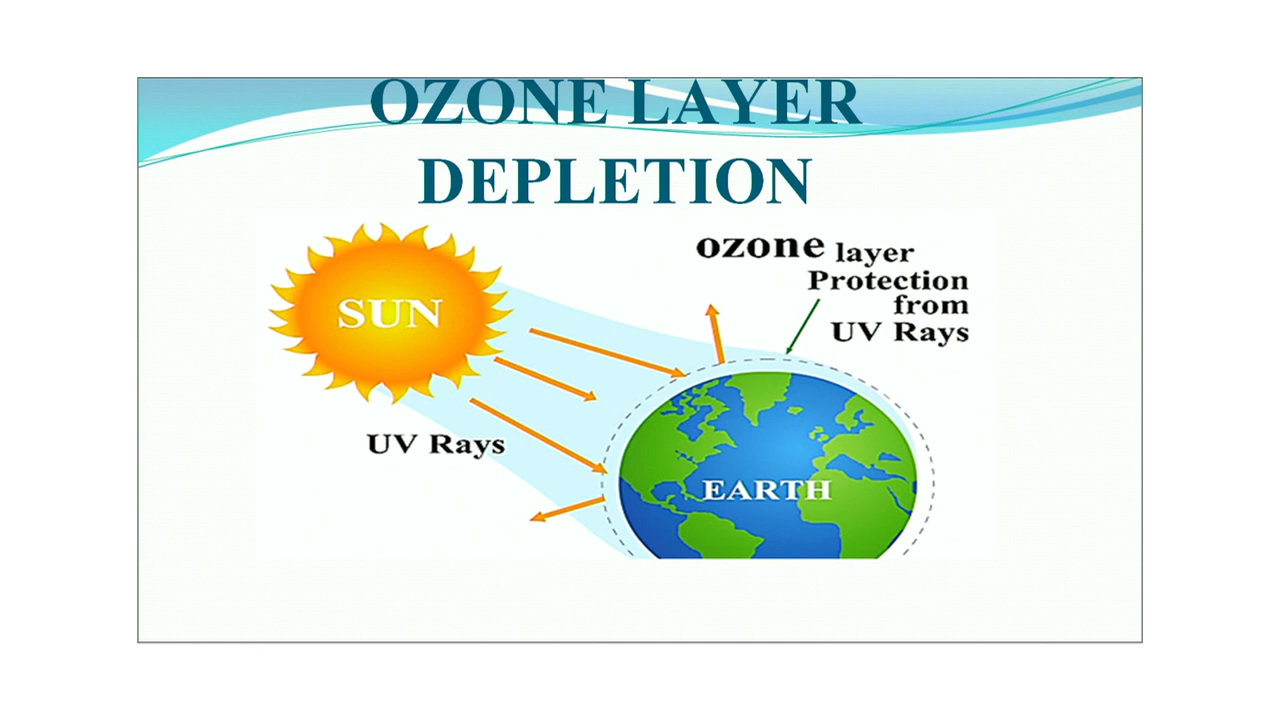 OZONE LAYER
DEPLETION
SUN
ozone layer
Protection
from
UV Rays
UV Rays
EARTH